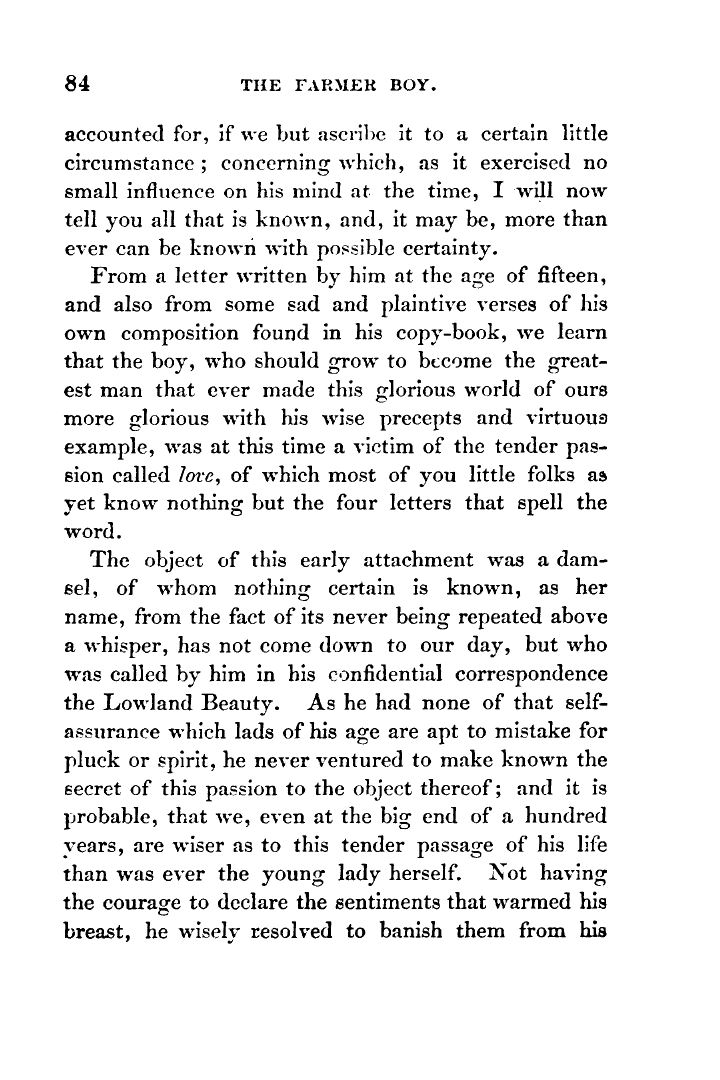 84 THE FARMER BOY.
accounted for, if we but ascribe it to a certain little
circumstance ; concerning which, as it exercised no
small influence on his mind at the time, I will now
tell you all that is known, and, it may be, more than
ever can be known with possible certainty.
From a letter written by him at the age of fifteen,
and also from some sad and plaintive verses of his
own composition found in his copy-book, we learn
that the boy, who should grow to become the great-
est man that ever made this glorious world of ours
more glorious with his wise precepts and virtuous
example, was at this time a victim of the tender pas-
sion called love, of which most of you little folks as
yet know nothing but the four letters that spell the
word.
The object of this early attachment was a dam-
sel, of whom nothing certain is known, as her
name, from the fact of its never being repeated above
a whisper, has not come down to our day, but who
was called by him in his confidential correspondence
the Lowland Beauty. As he had none of that self-
assurance which lads of his age are apt to mistake for
pluck or spirit, he never ventured to make known the
secret of this passion to the object thereof; and it is
probable, that we, even at the big end of a hundred
years, are wiser as to this tender passage of his life
than was ever the young lady herself. Not having
the courage to declare the sentiments that warmed his
breast, he wisely resolved to banish them from his